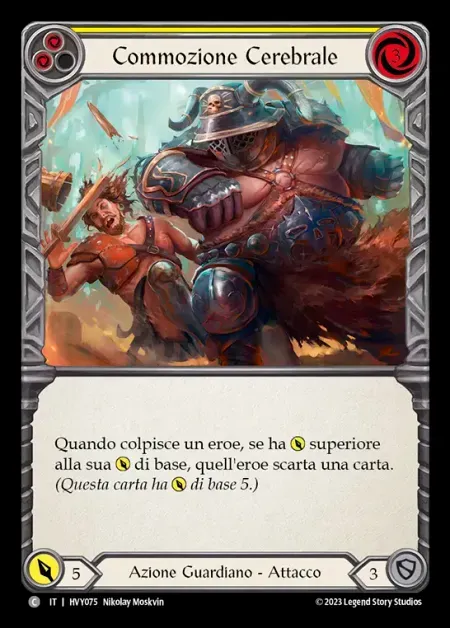 Commozione Cerebrale
3
Quando colpisce un eroe, se ha superiore
alla sua di base, quell'eroe scarta una carta.
(Questa carta ha di base 5.)
5
Azione Guardiano - Attacco
3
C IT | HVY075 Nikolay Moskvin
© 2023 Legend Story Studios